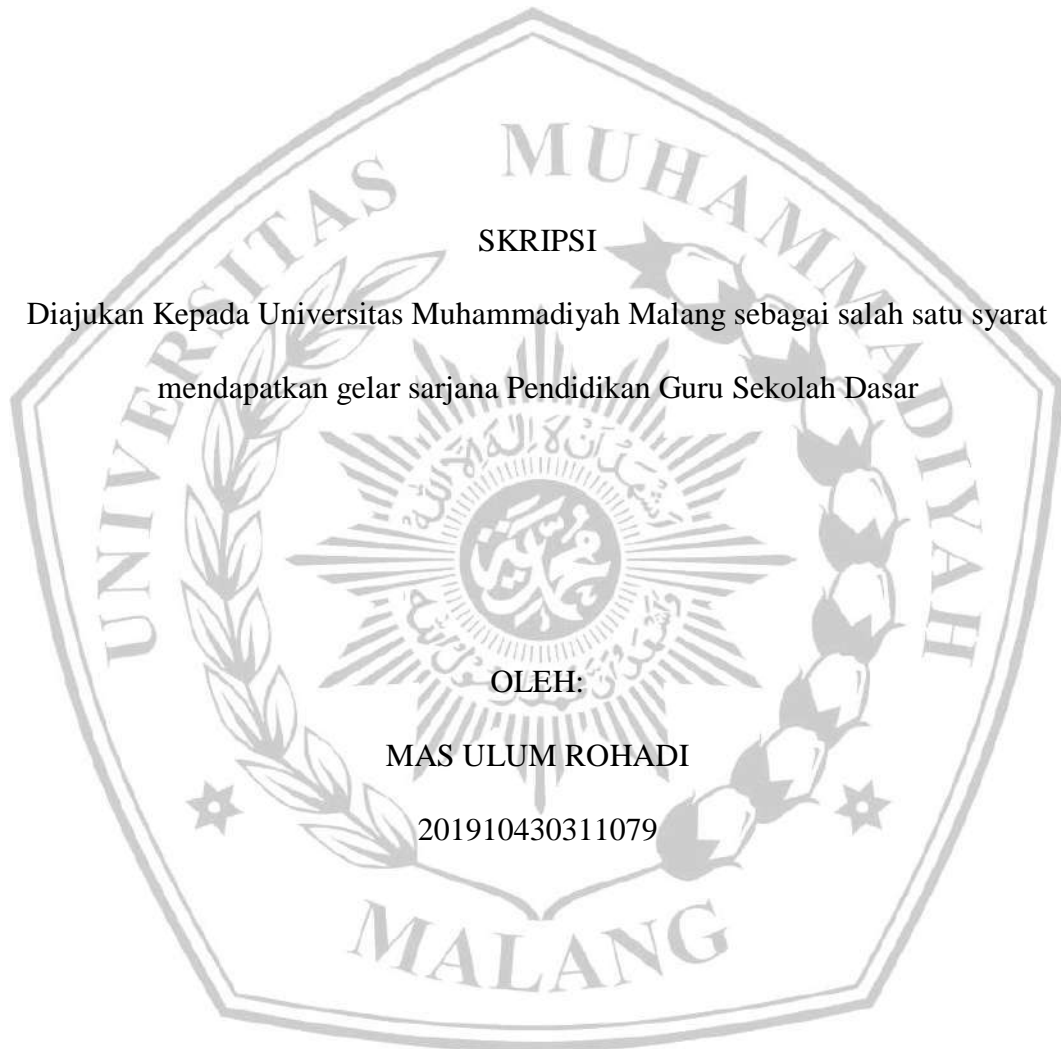 SKRIPSI
Diajukan Kepada Universitas Muhammadiyah Malang sebagai salah satu syarat
mendapatkan gelar sarjana Pendidikan Guru Sekolah Dasar
OLEH:
MAS ULUM ROHADI
201910430311079
UNIVERSITAS MUHAMMADIYAH
MALANG